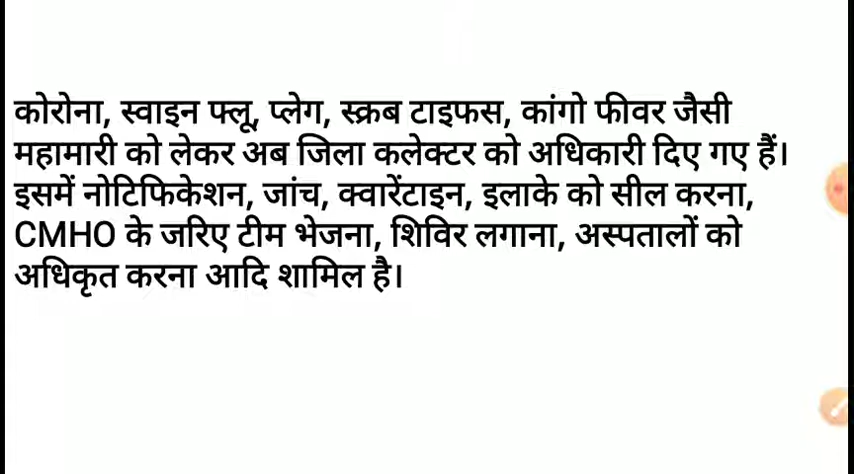 कोरोना, स्वाइन फ्लू, प्लेग, स्क्रब टाइफस, कांगो फीवर जैसी
महामारी को लेकर अब जिला कलेक्टर को अधिकारी दिए गए हैं।
इसमें नोटिफिकेशन, जांच, क्वारेंटाइन, इलाके को सील करना,
CMHO के जरिए टीम भेजना, शिविर लगाना, अस्पतालों को
अधिकृत करना आदि शामिल है।